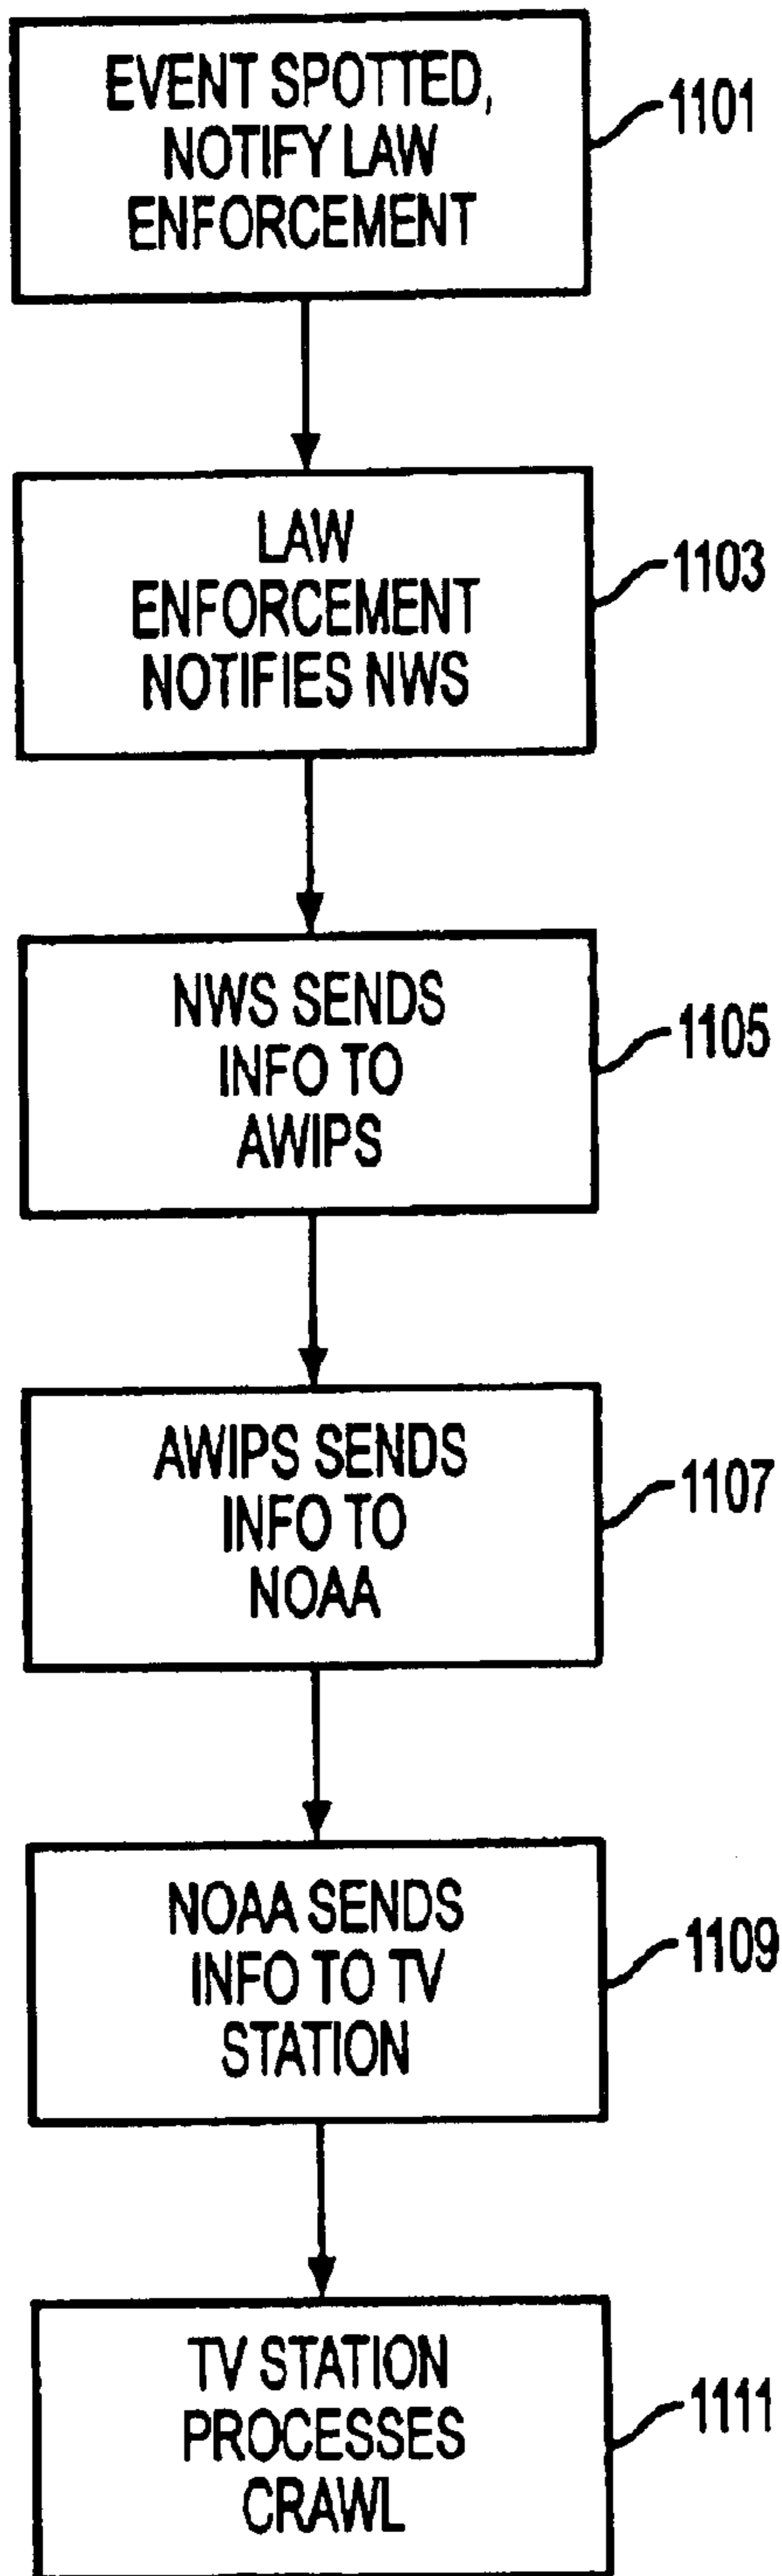 EVENT SPOTTED,
NOTIFY LAW
ENFORCEMENT
1101
LAW
ENFORCEMENT
NOTIFIES NWS
1103
NWS SENDS
INFO TO
AWIPS
1105
AWIPS SENDS
INFO TO
NOAA
1107
NOAA SENDS
INFO TO TV
STATION
1109
TV STATION
PROCESSES
CRAWL
1111